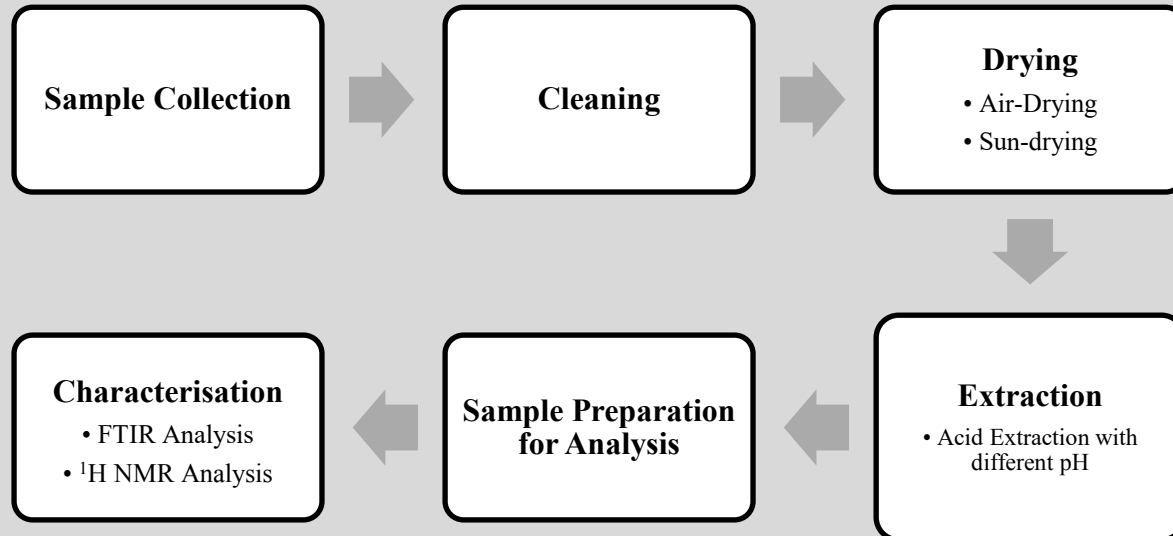 Sample Collection
Cleaning
Drying
• Air-Drying
• Sun-drying
Extraction
• Acid Extraction with
different pH
Sample Preparation
for Analysis
Characterisation
• FTIR Analysis
• ¹H NMR Analysis